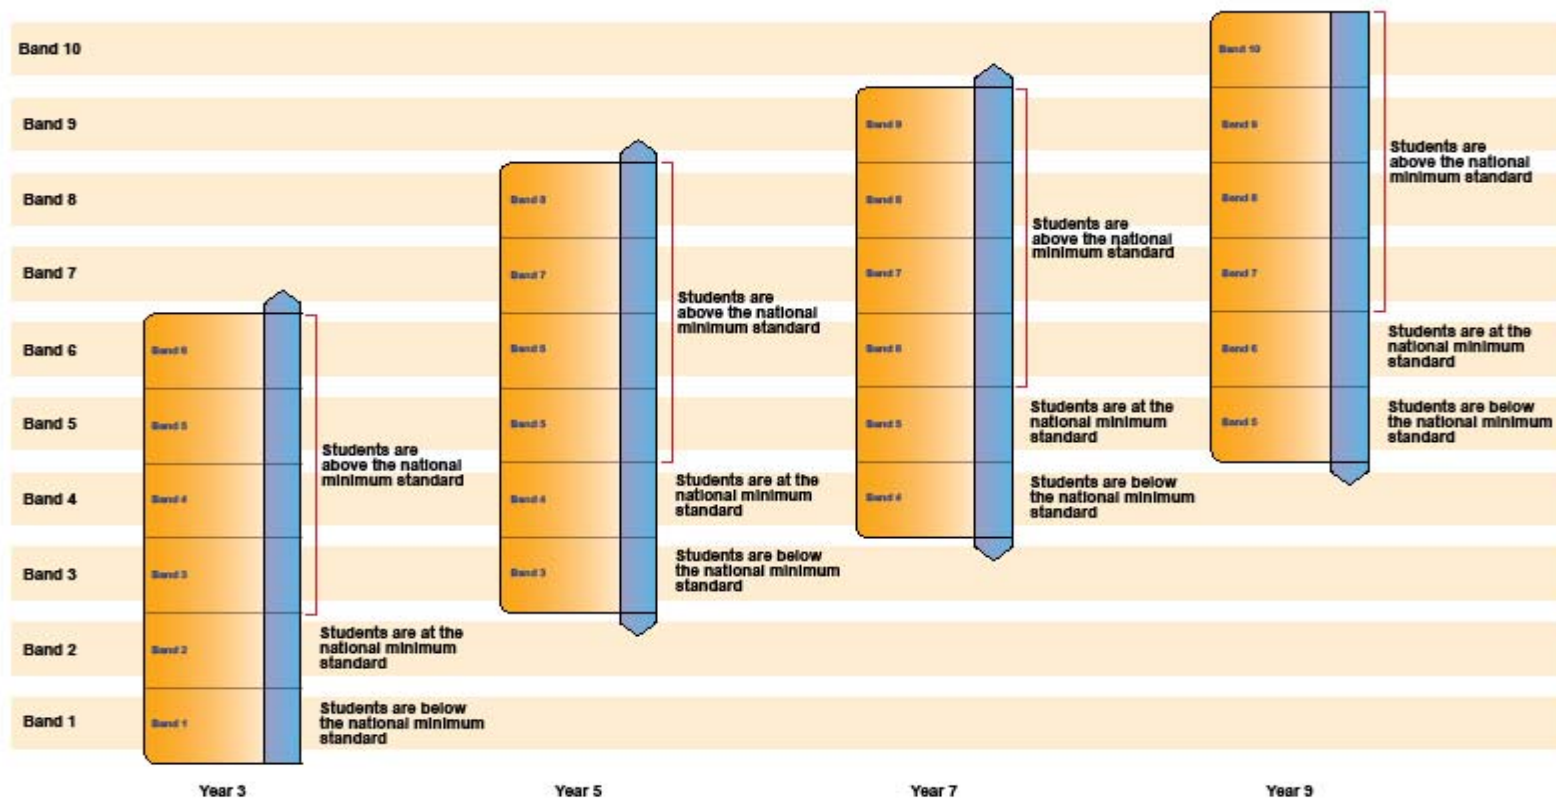 Band 10
Band 9
Band 8
Band 7
Band 6
Band 5
Band 4
Band 3
Band 2
Band 1
Band 6
Band 5
Band 4
Band 3
Band 2
Band 1
Students are
above the national
minimum standard
Students are at the
national minimum
standard
Students are below
the national minimum
standard
Year 3
Band 8
Band 7
Band 6
Band 5
Band 4
Band 3
Students are
above the national
minimum standard
Students are at the
national minimum
standard
Students are below
the national minimum
standard
Year 5
Band 9
Band 8
Band 7
Band 6
Band 5
Band 4
Students are
above the national
minimum standard
Students are at the
national minimum
standard
Students are below
the national minimum
standard
Year 7
Band 10
Band 9
Band 8
Band 7
Band 6
Band 5
Students are
above the national
minimum standard
Students are at the
national minimum
standard
Students are below
the national minimum
standard
Year 9